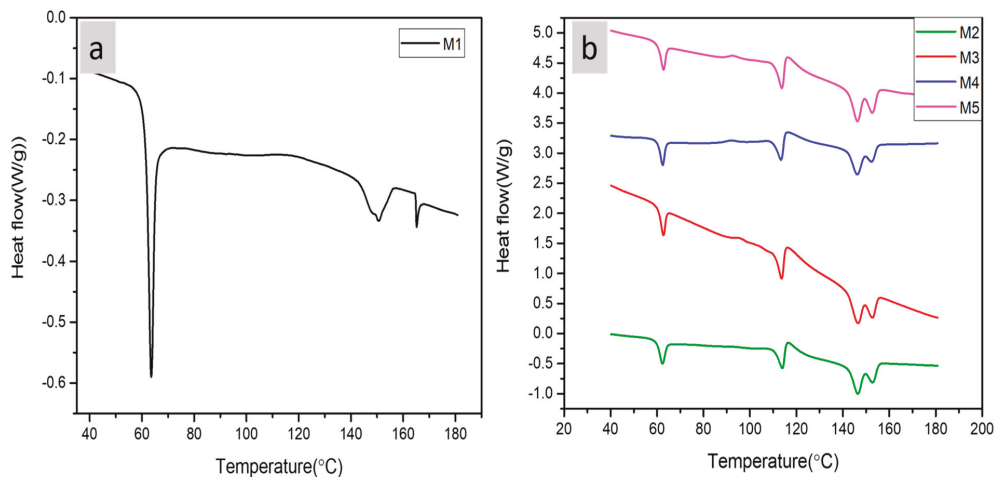 a
M1
0.0
-0.1
-0.2
-0.3
-0.4
-0.5
-0.6
Heat flow(W/g))
40 60 80 100 120 140 160 180
Temperature(°C)
b
M2
M3
M4
M5
5.0
4.5
4.0
3.5
3.0
2.5
2.0
1.5
1.0
0.5
0.0
-0.5
-1.0
Heat flow(W/g)
20 40 60 80 100 120 140 160 180 200
Temperature(°C)